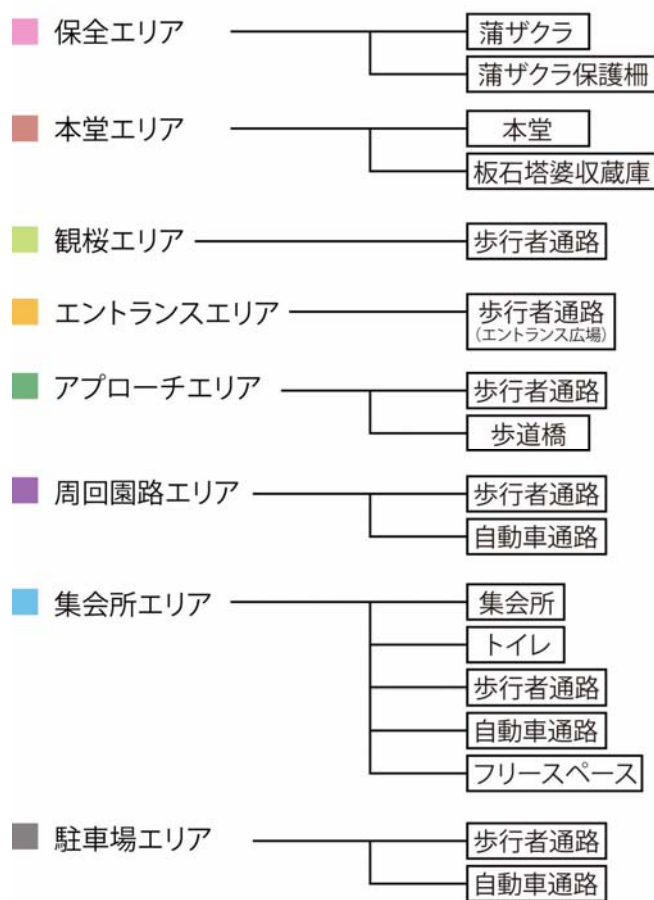 保全エリア
蒲ザクラ
蒲ザクラ保護柵
本堂エリア
本堂
板石塔婆収蔵庫
観桜エリア
歩行者通路
エントランスエリア
歩行者通路
(エントランス広場)
アプローチエリア
歩行者通路
歩道橋
周回園路エリア
歩行者通路
自動車通路
集会所エリア
集会所
トイレ
歩行者通路
自動車通路
フリースペース
駐車場エリア
歩行者通路
自動車通路